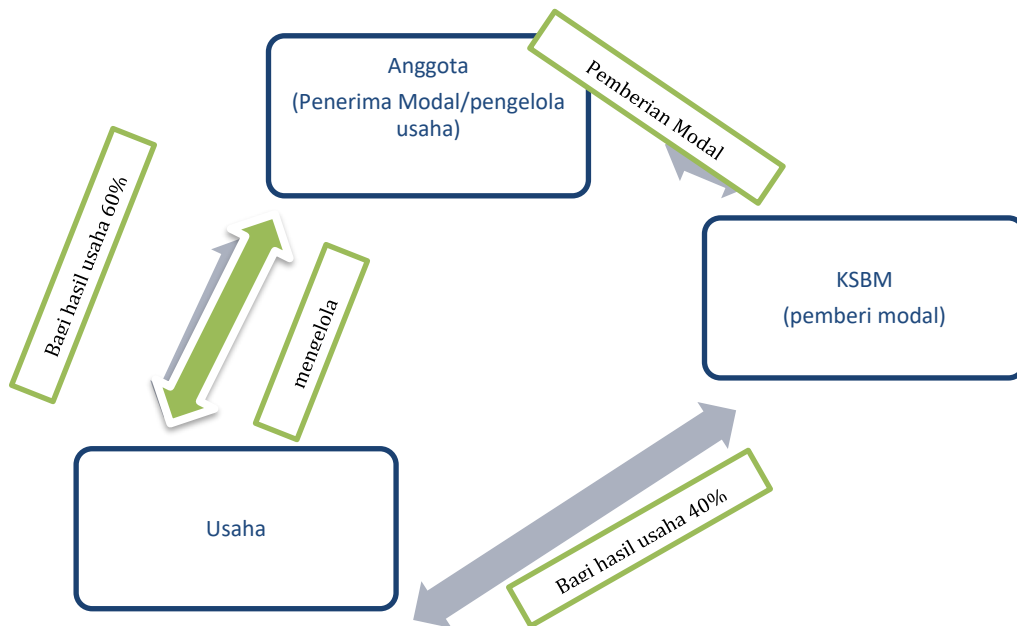 Anggota
(Penerima Modal/pengelola
usaha)
Pemberian Modal
Bagi hasil usaha 60%
mengelola
KSBM
(pemberi modal)
Usaha
Bagi hasil usaha 40%